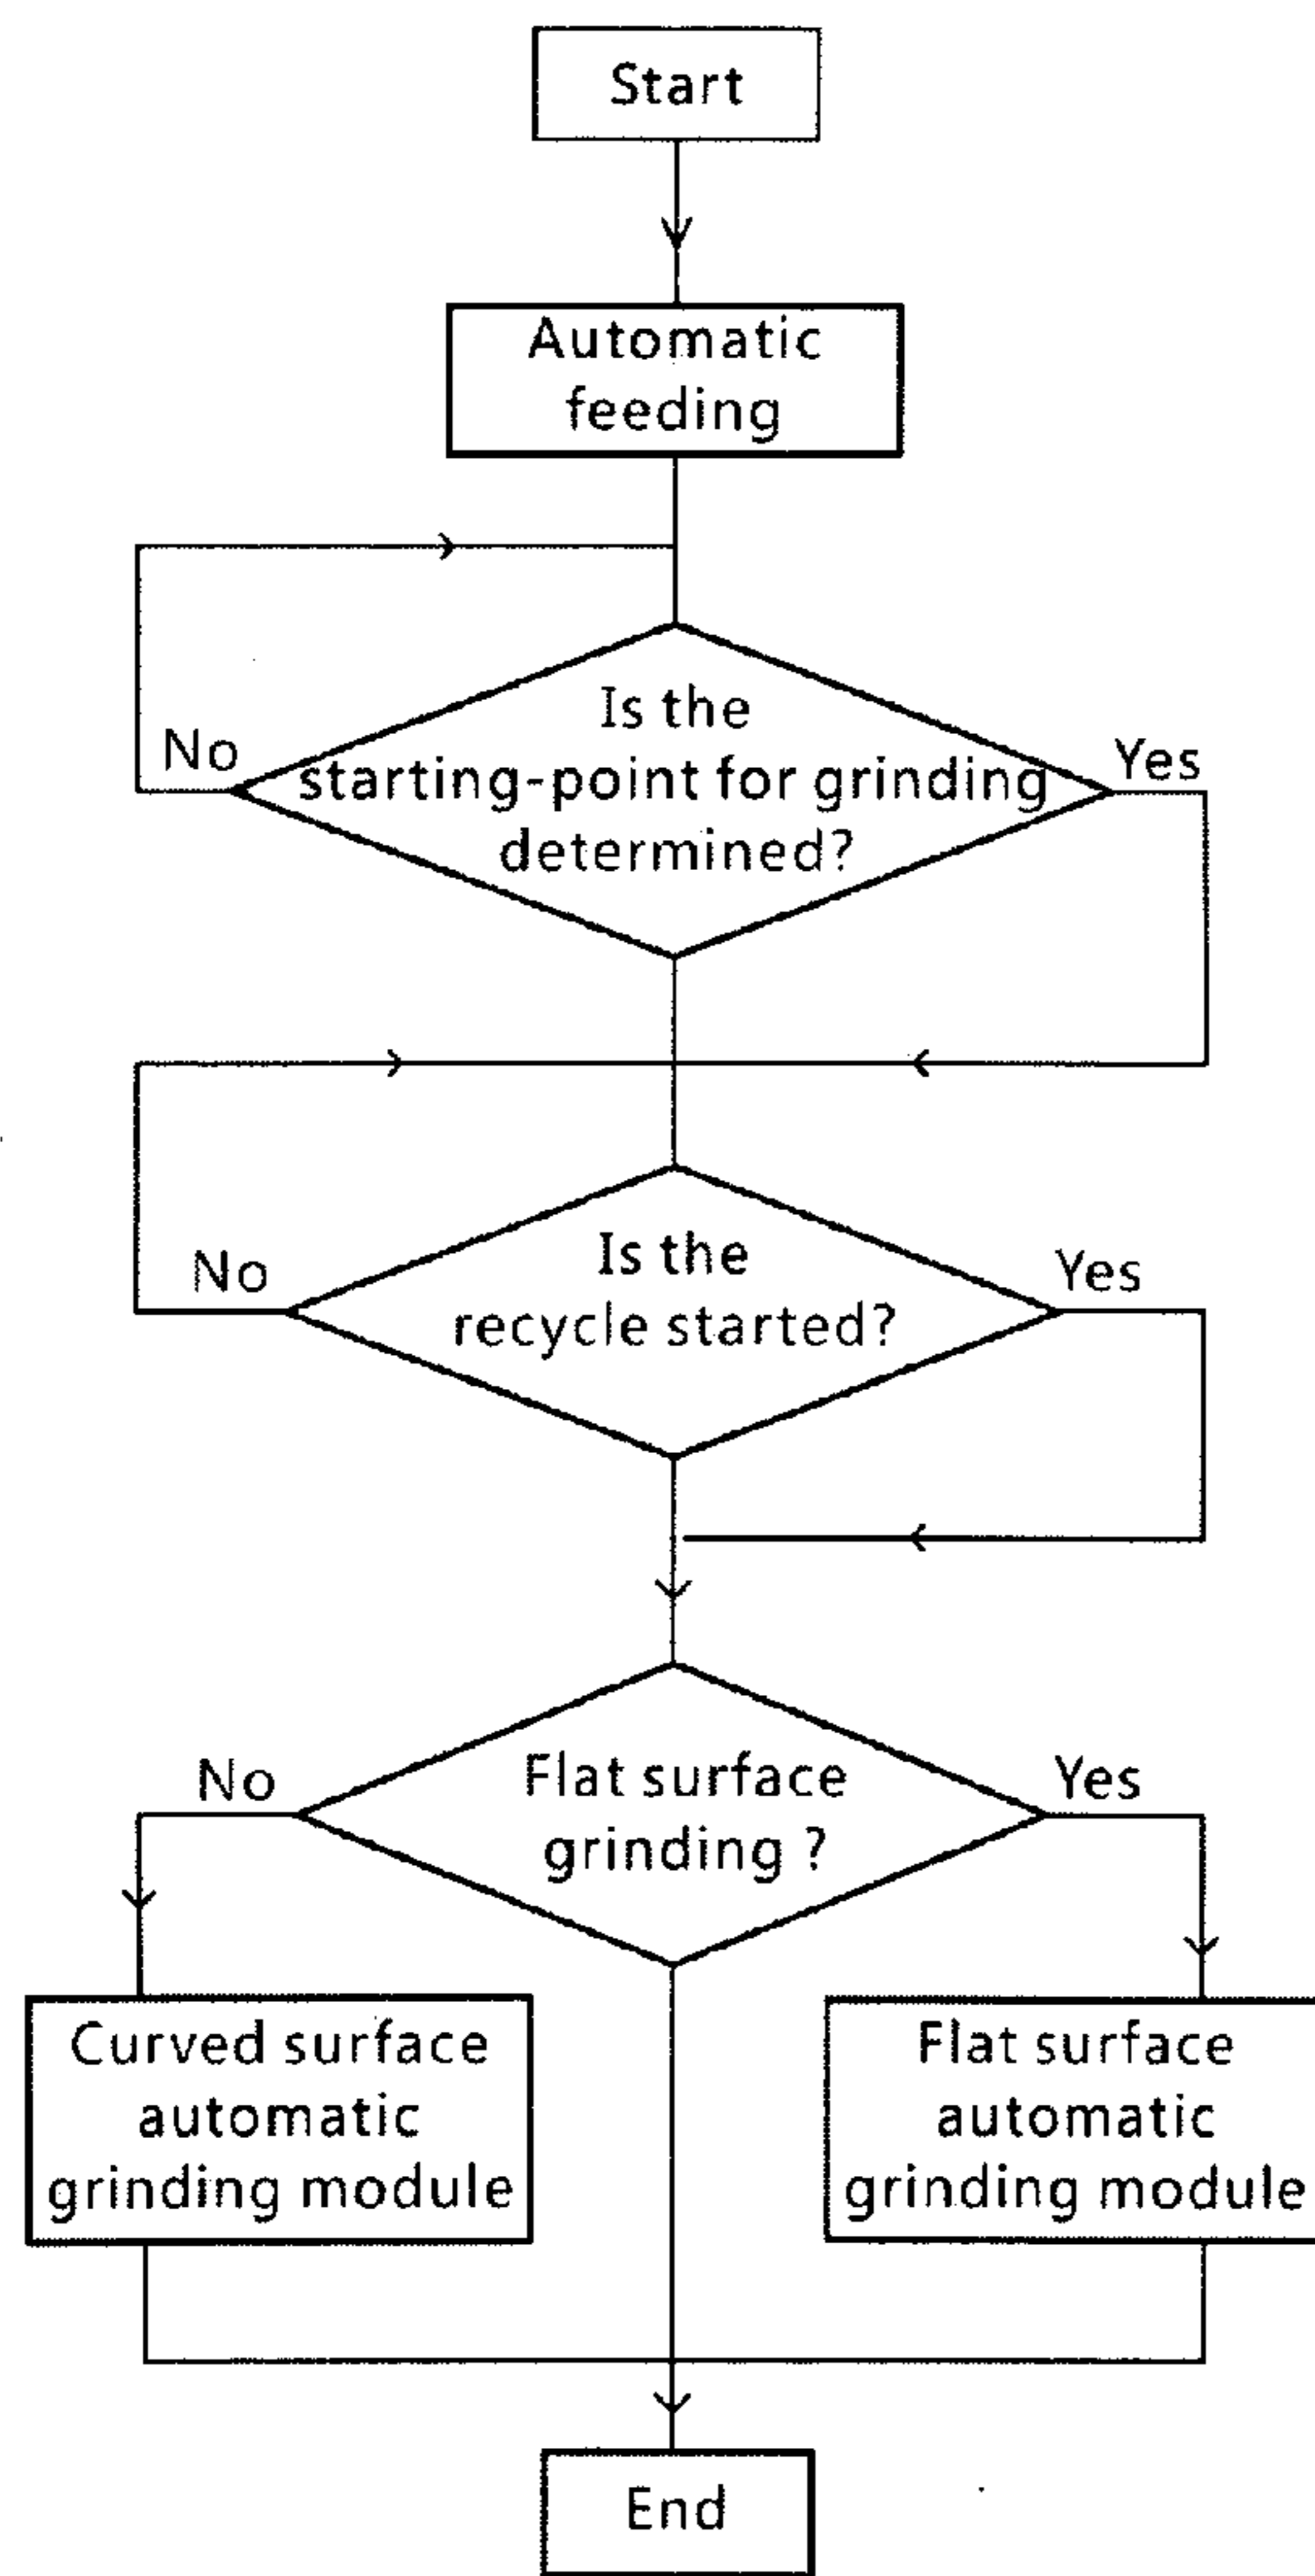 Start
Automatic
feeding
Is the
starting-point for grinding
determined?
No
Yes
Is the
recycle started?
No
Yes
Flat surface
grinding ?
No
Yes
Curved surface
automatic
grinding module
Flat surface
automatic
grinding module
End